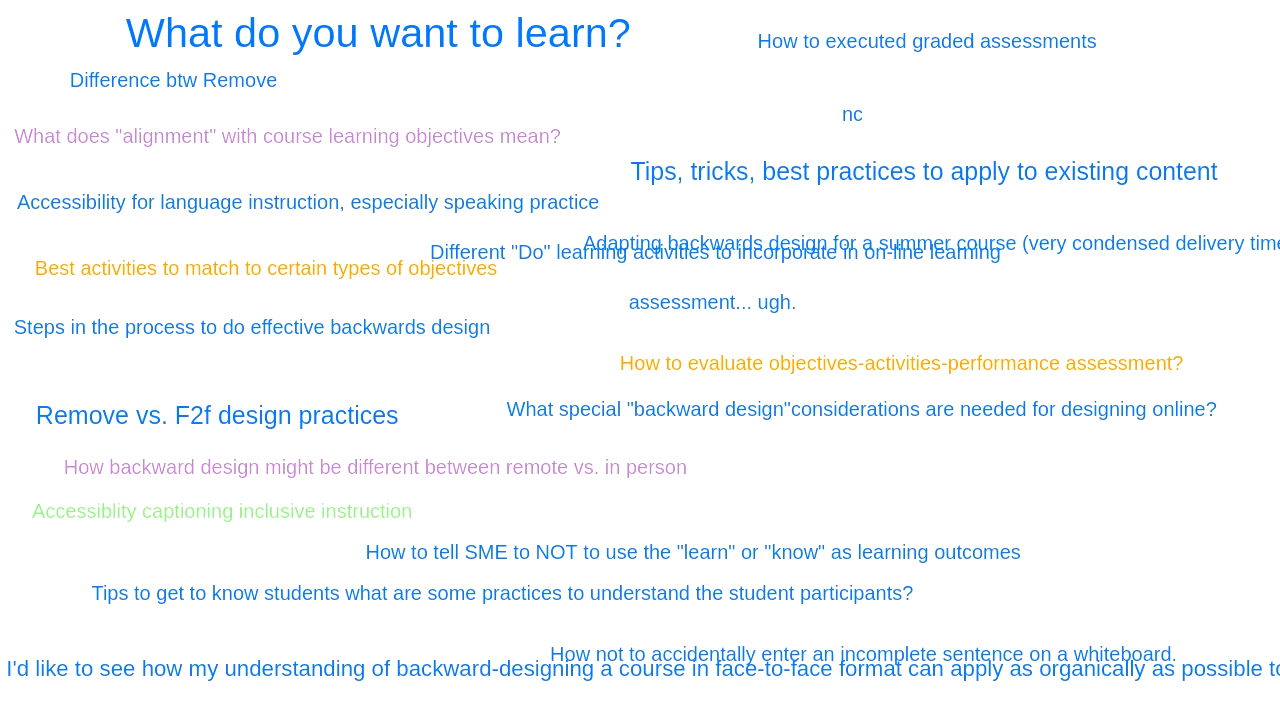 What do you want to learn?
How to executed graded assessments
Difference btw Remove
nc
What does "alignment" with course learning objectives mean?
Tips, tricks, best practices to apply to existing content
Accessibility for language instruction, especially speaking practice
Adapting backwards design for a summer course (very condensed delivery time
Different "Do" learning activities to incorporate in on-line learning
Best activities to match to certain types of objectives
assessment... ugh.
Steps in the process to do effective backwards design
How to evaluate objectives-activities-performance assessment?
Remove vs. F2f design practices
What special "backward design"considerations are needed for designing online?
How backward design might be different between remote vs. in person
Accessiblity captioning inclusive instruction
How to tell SME to NOT to use the "learn" or "know" as learning outcomes
Tips to get to know students what are some practices to understand the student participants?
How not to accidentally enter an incomplete sentence on a whiteboard.
I'd like to see how my understanding of backward-designing a course in face-to-face format can apply as organically as possible to